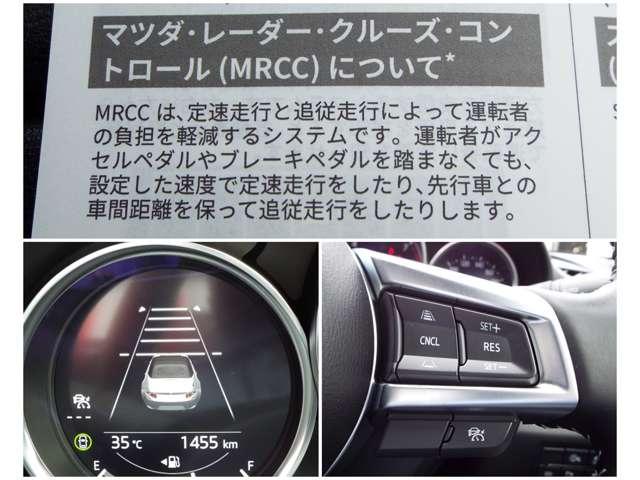 マツダ・レーダー・クルーズ・コン
トロール (MRCC) について*
MRCC は、定速走行と追従走行によって運転者
の負担を軽減するシステムです。運転者がアク
セルペダルやブレーキペダルを踏まなくても、
設定した速度で定速走行をしたり、先行車との
車間距離を保って追従走行をしたりします。
---
35 ℃ 1455 km
E F
CNCL
SET+
RES
SET−